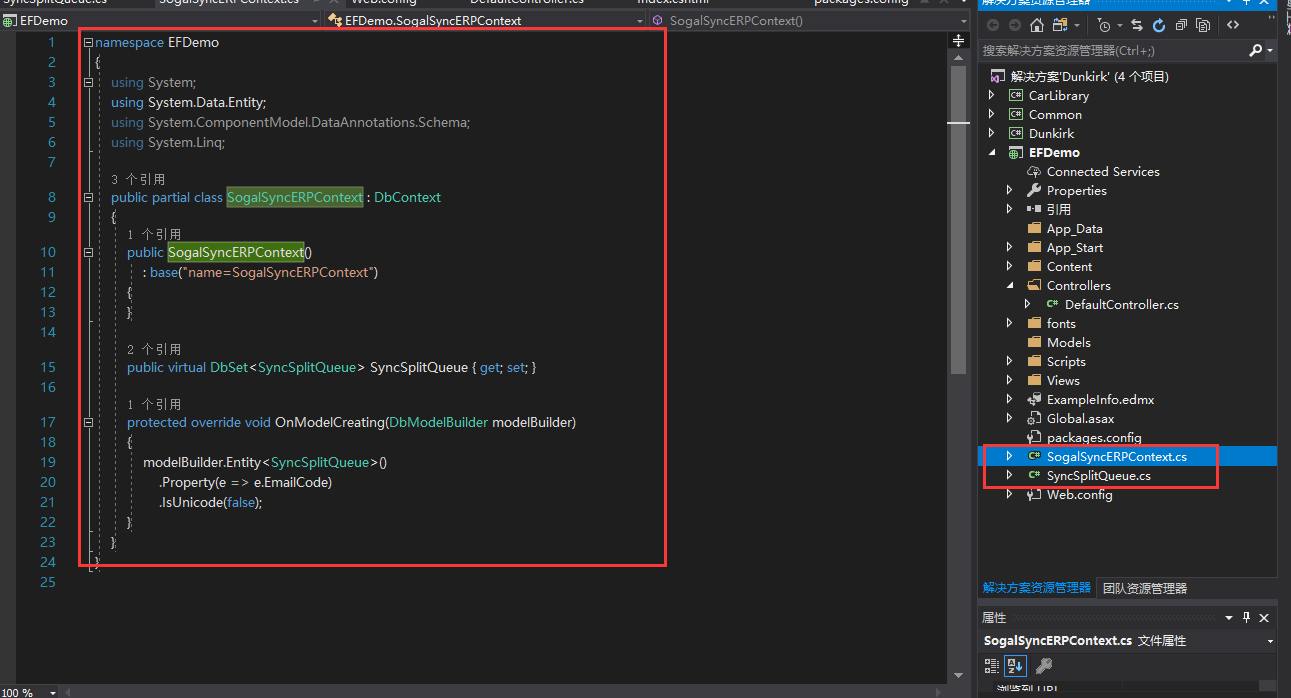 SogalSyncERPContext.cs
Web.config
DefaultController.cs
Index.cshtml
packages.config
解决方案资源管理器
EFDemo
EFDemo.SogalSyncERPContext
SogalSyncERPContext()
搜索解决方案资源管理器(Ctrl+;)
1 namespace EFDemo
2 {
3 using System;
4 using System.Data.Entity;
5 using System.ComponentModel.DataAnnotations.Schema;
6 using System.Linq;
7
3 个引用
8 public partial class SogalSyncERPContext : DbContext
9 {
1 个引用
10 public SogalSyncERPContext()
11 : base("name=SogalSyncERPContext")
12 {
13 }
14
2 个引用
15 public virtual DbSet<SyncSplitQueue> SyncSplitQueue { get; set; }
16
1 个引用
17 protected override void OnModelCreating(DbModelBuilder modelBuilder)
18 {
19 modelBuilder.Entity<SyncSplitQueue>()
20 .Property(e => e.EmailCode)
21 .IsUnicode(false);
22 }
23 }
24 }
25
100 %
解决方案'Dunkirk' (4 个项目)
CarLibrary
Common
Dunkirk
EFDemo
Connected Services
Properties
引用
App_Data
App_Start
Content
Controllers
DefaultController.cs
fonts
Models
Scripts
Views
ExampleInfo.edmx
Global.asax
packages.config
SogalSyncERPContext.cs
SyncSplitQueue.cs
Web.config
解决方案资源管理器
团队资源管理器
属性
SogalSyncERPContext.cs 文件属性
浏览到 URL